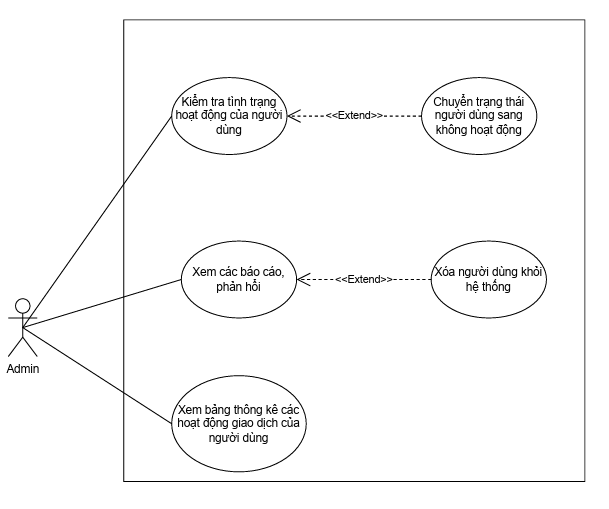 Kiểm tra tình trạng
hoạt động của người
dùng
<<Extend>>
Chuyển trạng thái
người dùng sang
không hoạt động
Xem các báo cáo,
phản hồi
<<Extend>>
Xóa người dùng khỏi
hệ thống
Admin
Xem bảng thông kê các
hoạt động giao dịch của
người dùng